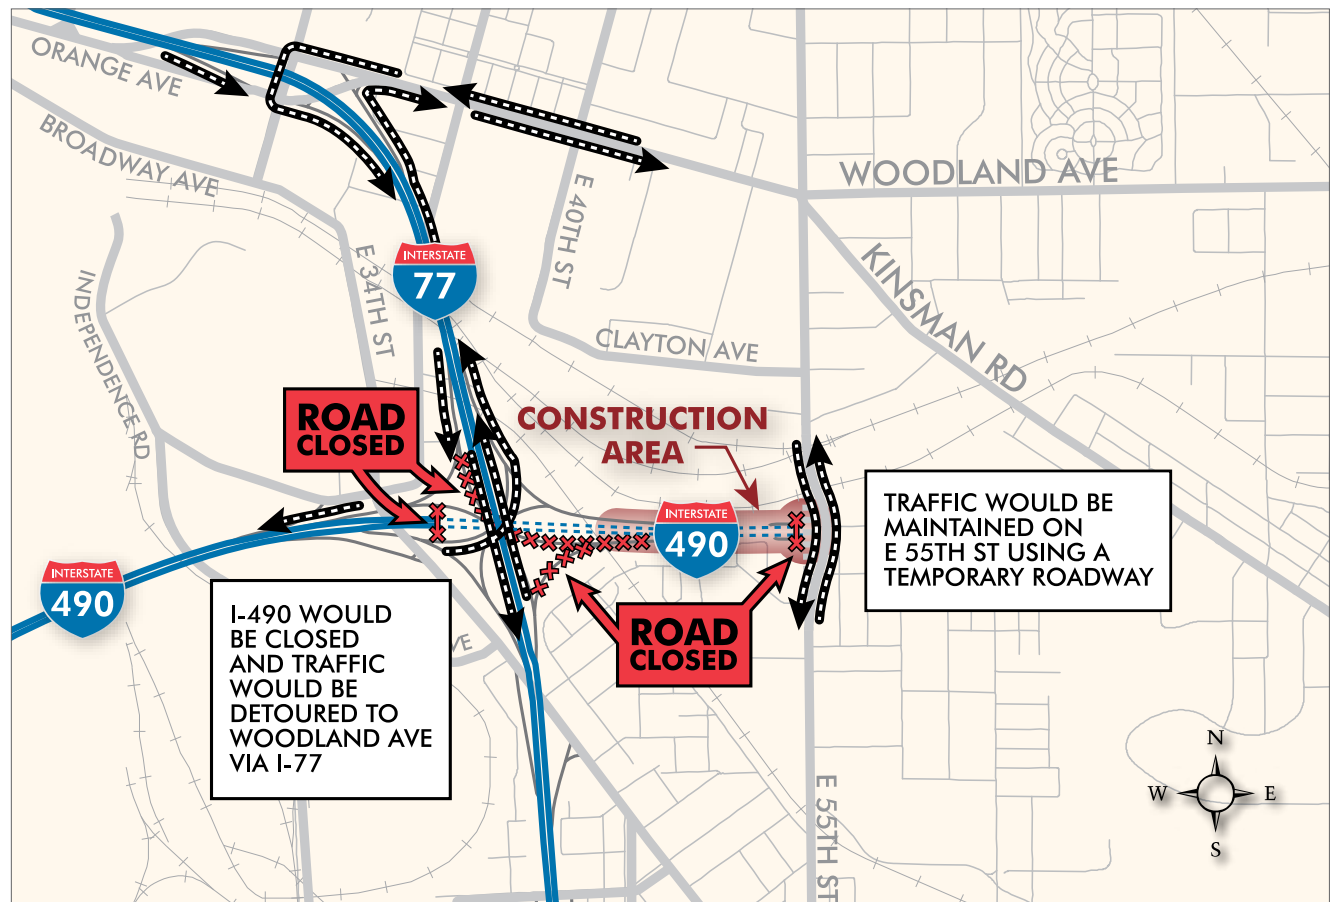 ORANGE AVE
BROADWAY AVE
WOODLAND AVE
E 40TH ST
E 34TH ST
INTERSTATE
77
KINSMAN RD
INDEPENDENCE RD
CLAYTON AVE
ROAD
CLOSED
CONSTRUCTION
AREA
INTERSTATE
490
TRAFFIC WOULD BE
MAINTAINED ON
E 55TH ST USING A
TEMPORARY ROADWAY
INTERSTATE
490
I-490 WOULD
BE CLOSED
AND TRAFFIC
WOULD BE
DETOURED TO
WOODLAND AVE
VIA I-77
VE
ROAD
CLOSED
E 55TH ST
N
W
E
S